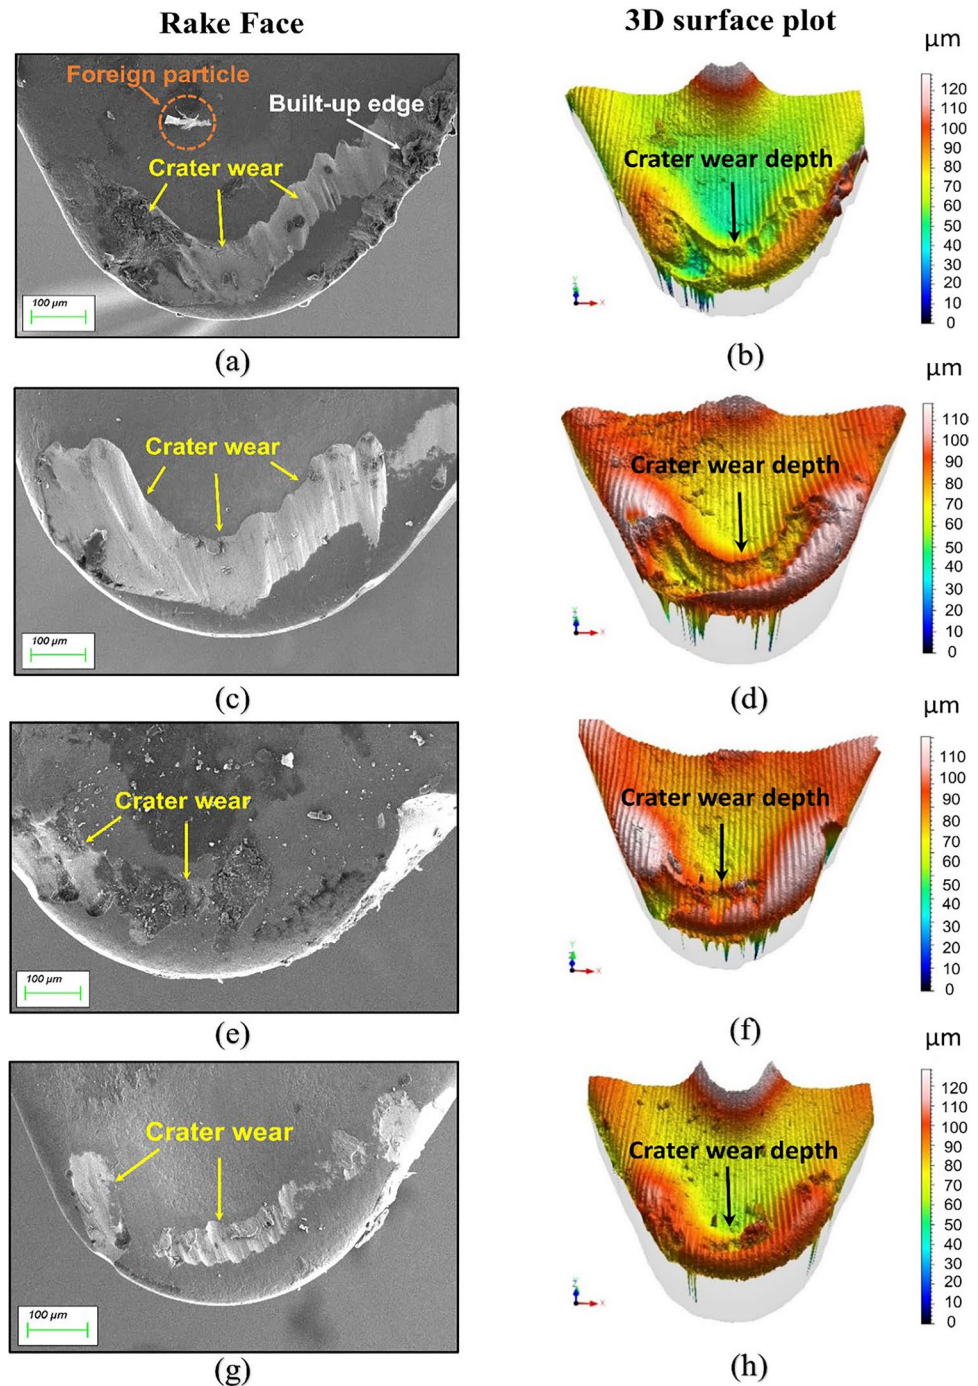 Rake Face
3D surface plot
Foreign particle
Built-up edge
Crater wear
100 µm
(a)
µm
Crater wear depth
120
110
100
90
80
70
60
50
40
30
20
10
0
X
(b)
Crater wear
100 µm
(c)
µm
Crater wear depth
110
100
90
80
70
60
50
40
30
20
10
0
X
(d)
Crater wear
100 µm
(e)
µm
Crater wear depth
110
100
90
80
70
60
50
40
30
20
10
0
X
(f)
Crater wear
100 µm
(g)
µm
Crater wear depth
120
110
100
90
80
70
60
50
40
30
20
10
0
X
(h)